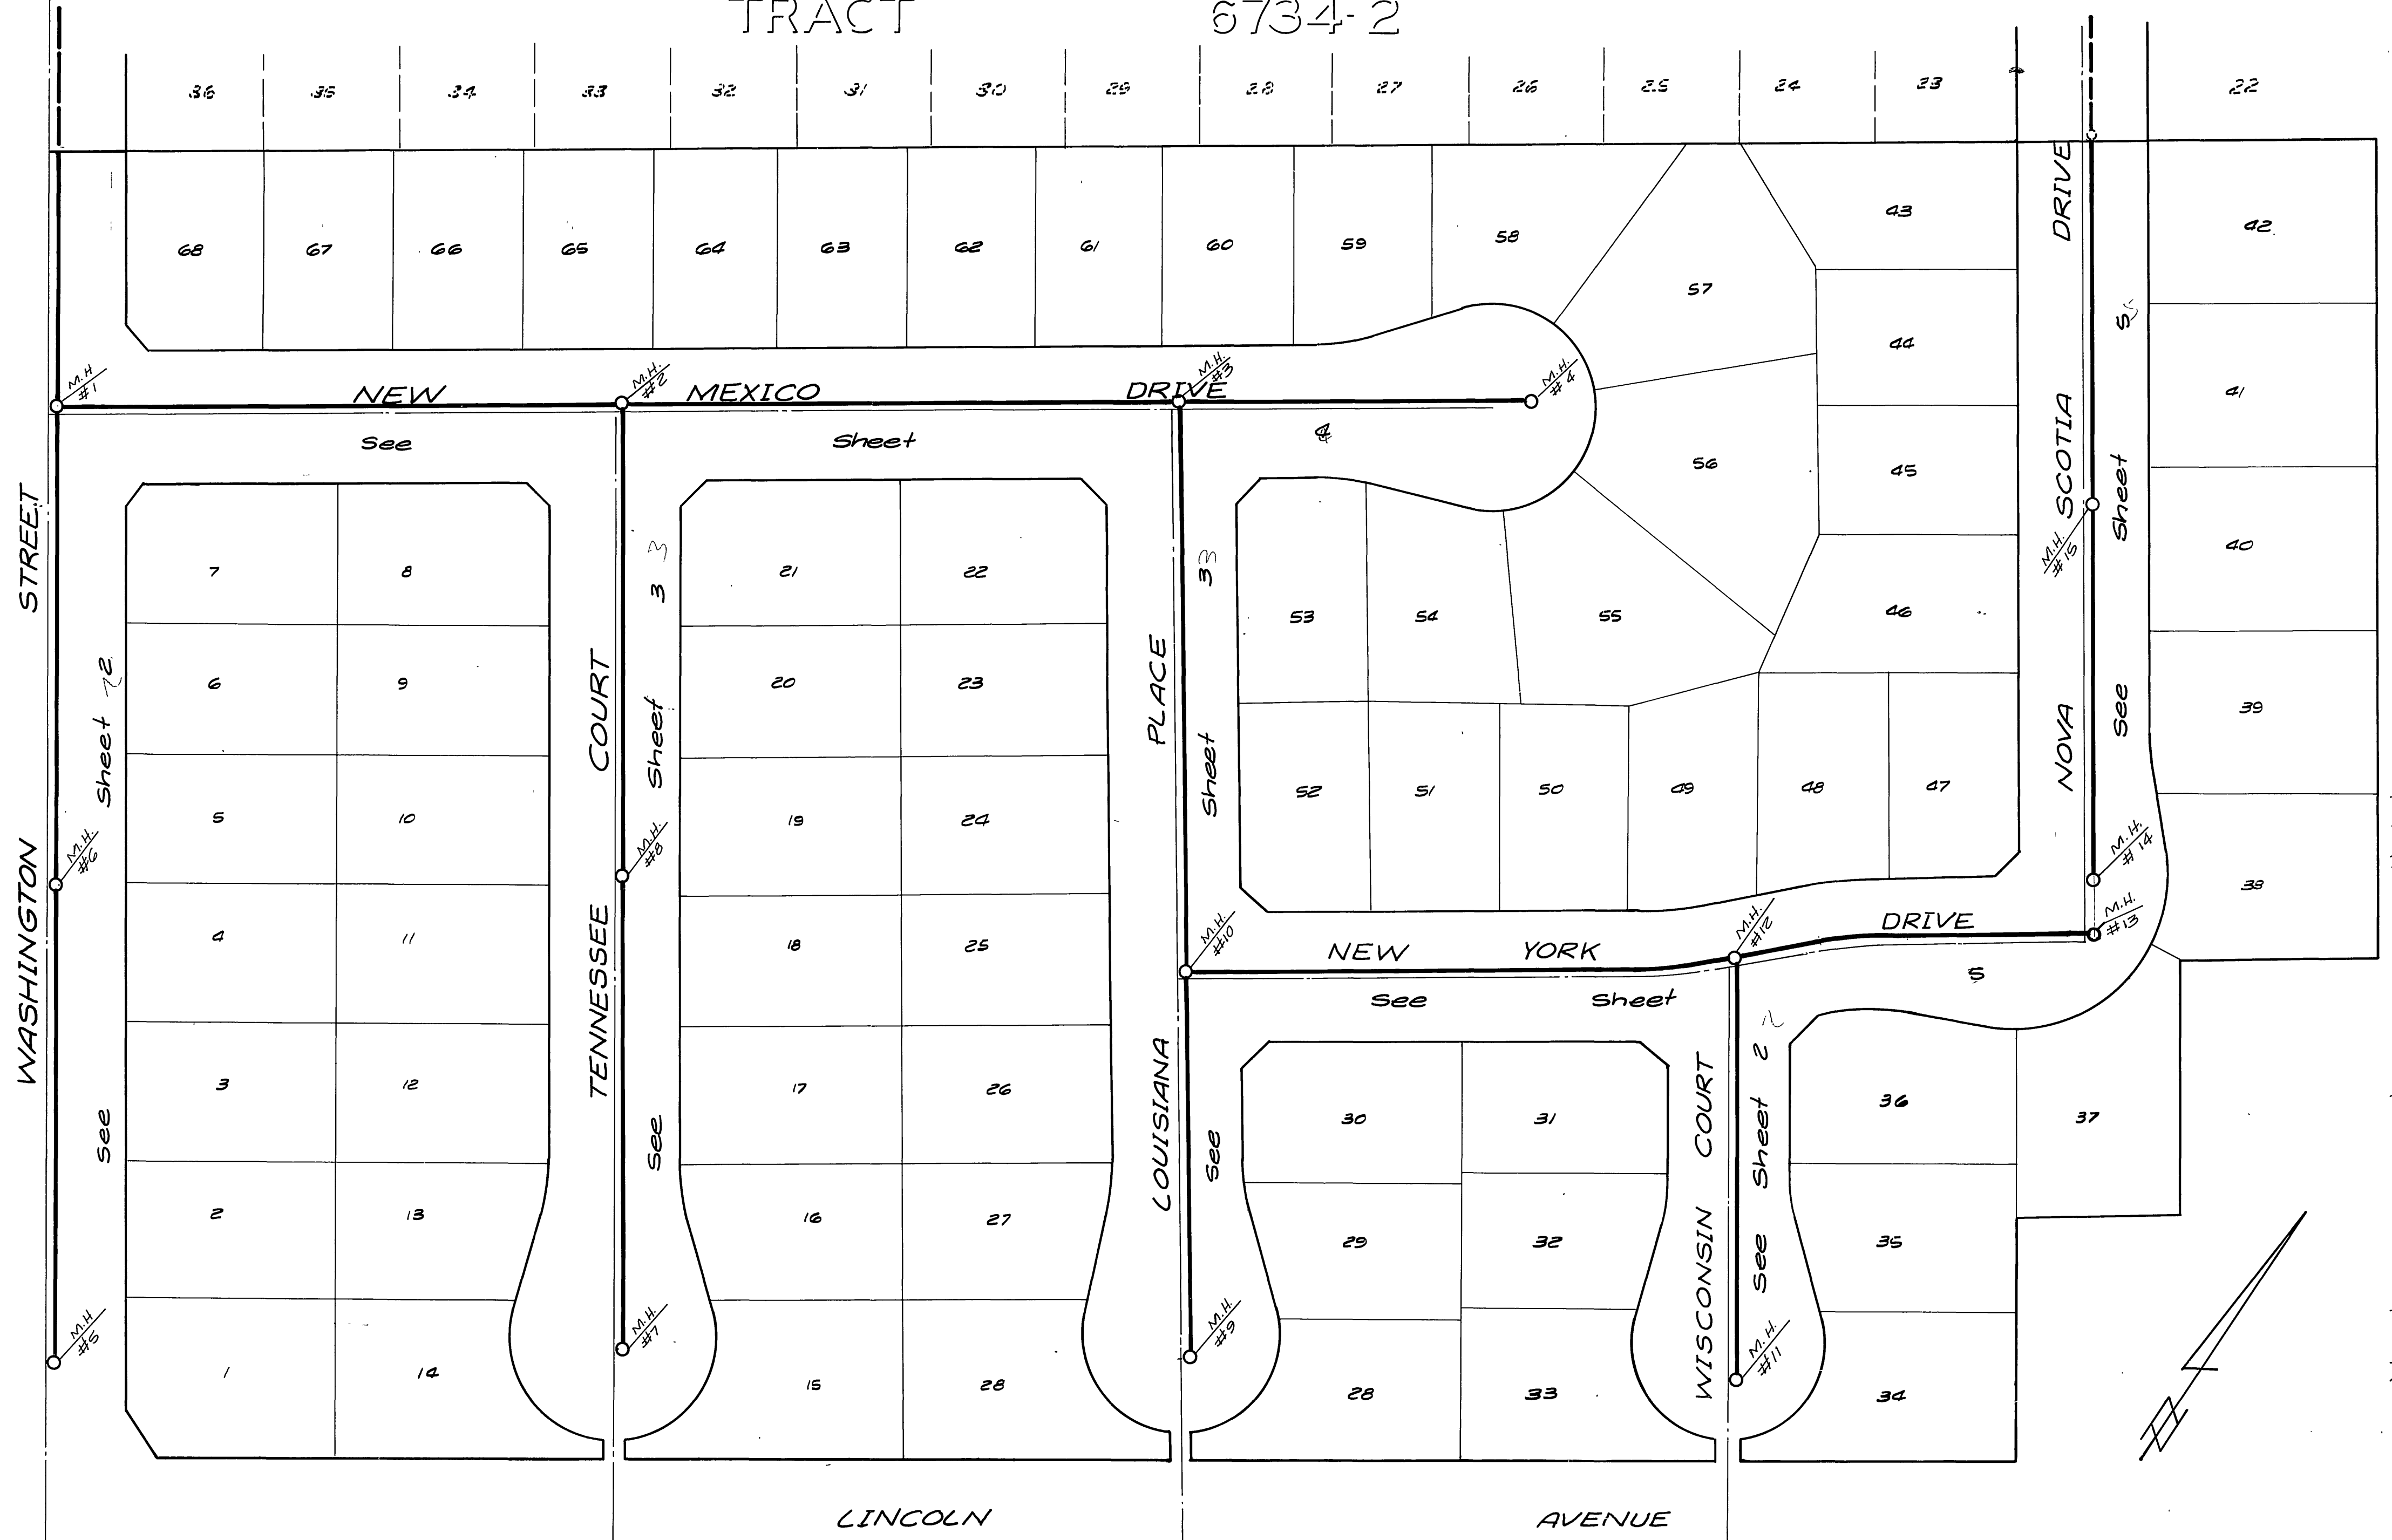 TRACT 6734-2
36 35 34 33 32 31 30 29 28 27 26 25 24 23 22
68 67 66 65 64 63 62 61 60 59 58
57
43
42
44
41
M.H. #1
M.H. #2
M.H. #3
M.H. #4
NEW MEXICO DRIVE
See Sheet 4
56
45
40
7 8 21 22
53 54 55 46
6 9 20 23
39
5 10 19 24
52 51 50 49 48 47
38
4 11 18 25
3 12 17 26
2 13 16 27
1 14 15 28
WASHINGTON STREET
See Sheet 2
M.H. #6
M.H. #5
TENNESSEE COURT
See Sheet 3
M.H. #8
M.H. #7
LOUISIANA PLACE
See Sheet 3
M.H. #10
M.H. #9
NEW YORK DRIVE
See Sheet 5
M.H. #12
M.H. #13
M.H. #14
NOVA SCOTIA DRIVE
See Sheet 5
M.H. #15
30 31
29 32
28 33
WISCONSIN COURT
See Sheet 2
M.H. #11
36 37
35
34
LINCOLN AVENUE